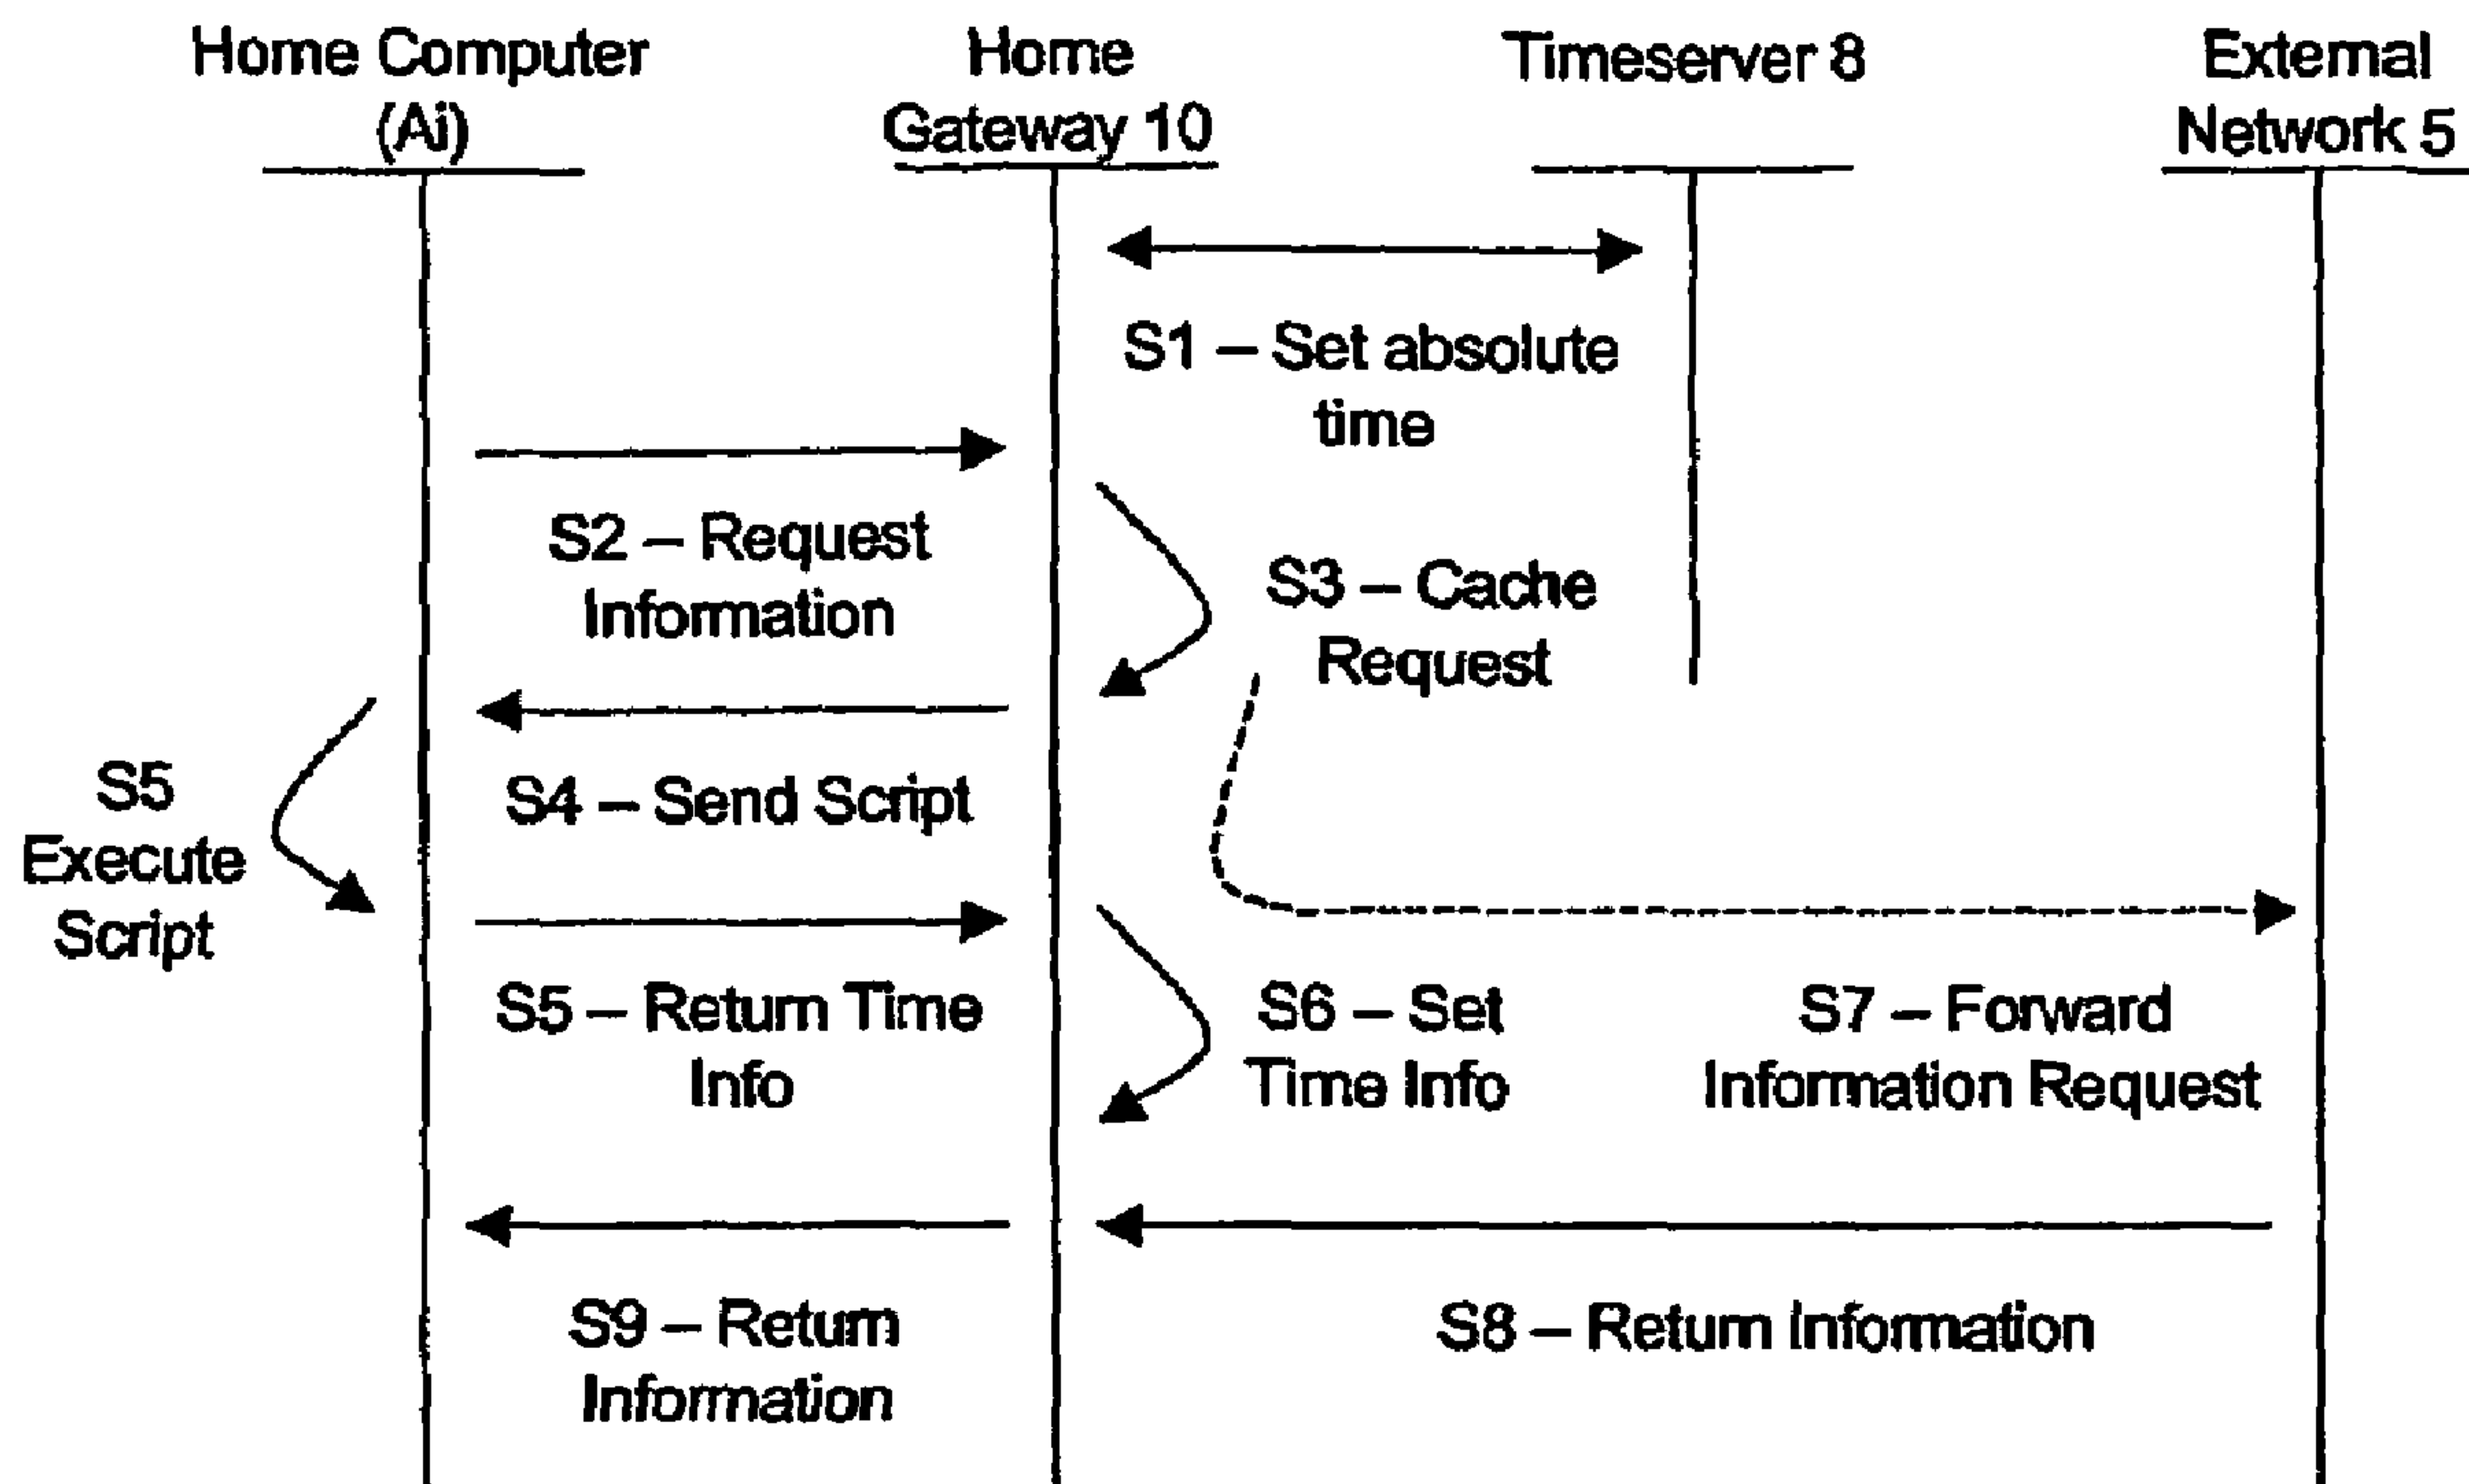 Home Computer
(Ai)
Home
Gateway 10
Timeserver 8
External
Network 5
S1 – Set absolute
time
S2 – Request
Information
S3 – Cache
Request
S4 – Send Script
S5
Execute
Script
S5 – Return Time
Info
S6 – Set
Time Info
S7 – Forward
Information Request
S9 – Return
Information
S8 – Return Information